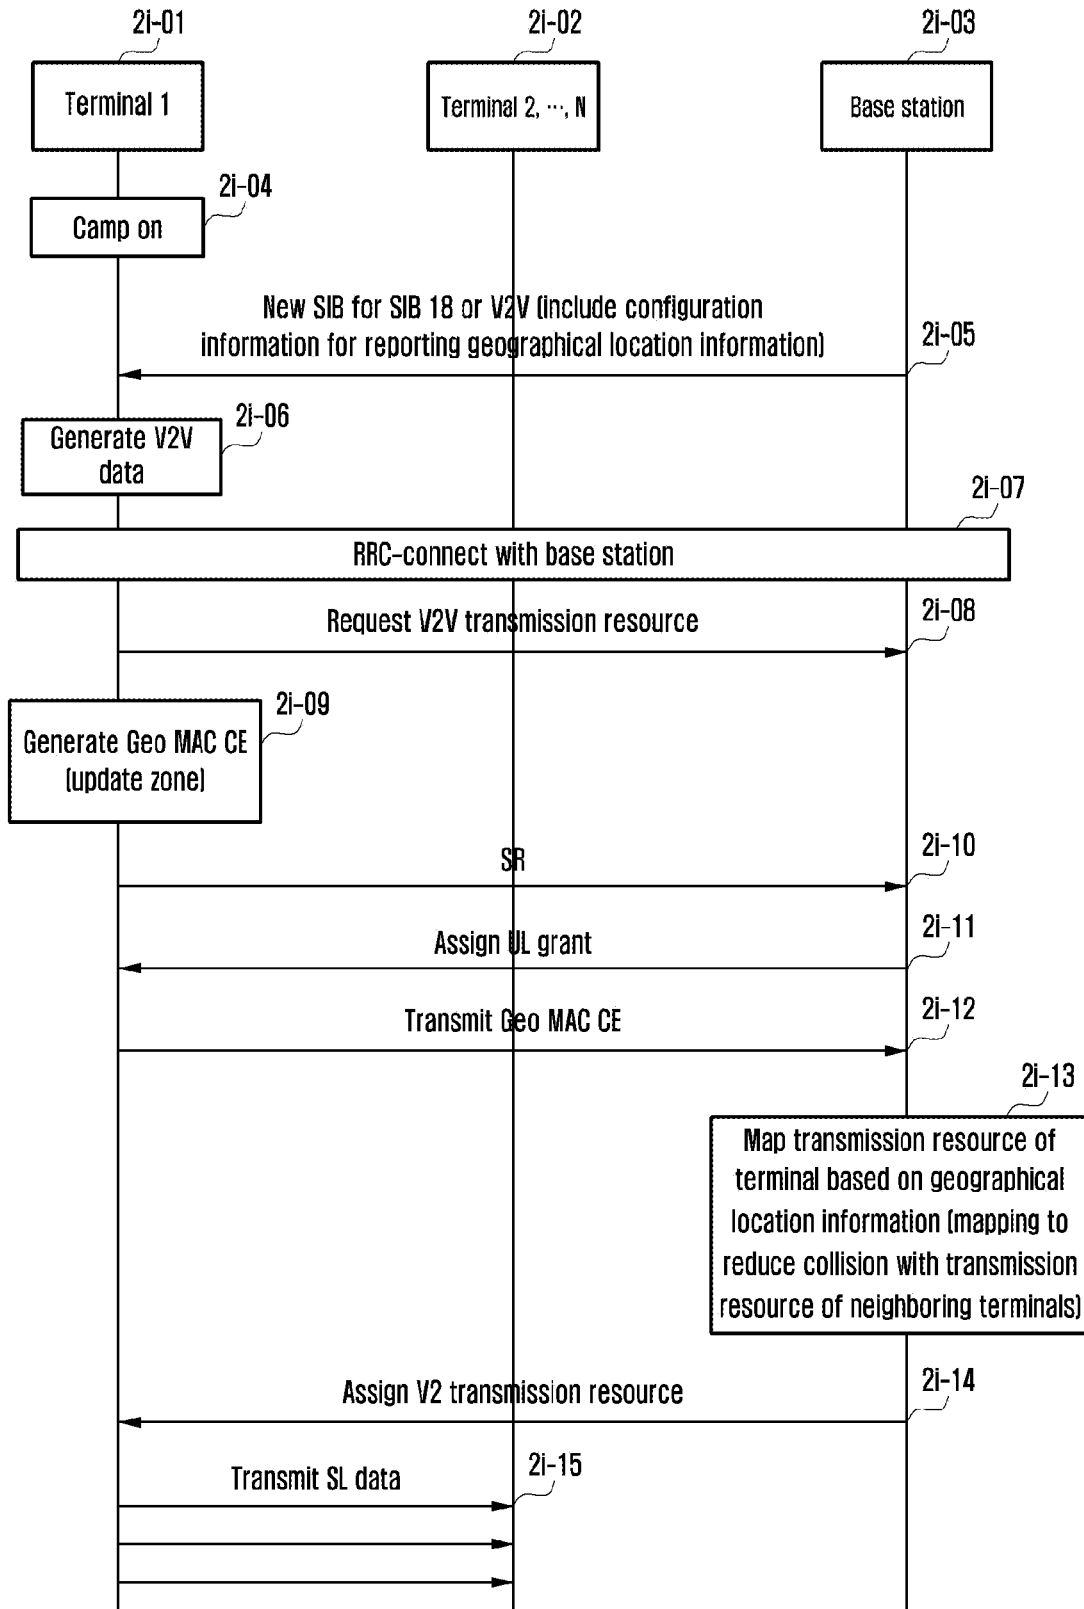 2i-01
2i-02
2i-03
Terminal 1
Terminal 2, ···, N
Base station
2i-04
Camp on
New SIB for SIB 18 or V2V (include configuration
information for reporting geographical location information)
2i-05
2i-06
Generate V2V
data
2i-07
RRC-connect with base station
Request V2V transmission resource
2i-08
2i-09
Generate Geo MAC CE
(update zone)
SR
2i-10
Assign UL grant
2i-11
Transmit Geo MAC CE
2i-12
2i-13
Map transmission resource of
terminal based on geographical
location information (mapping to
reduce collision with transmission
resource of neighboring terminals)
Assign V2 transmission resource
2i-14
Transmit SL data
2i-15